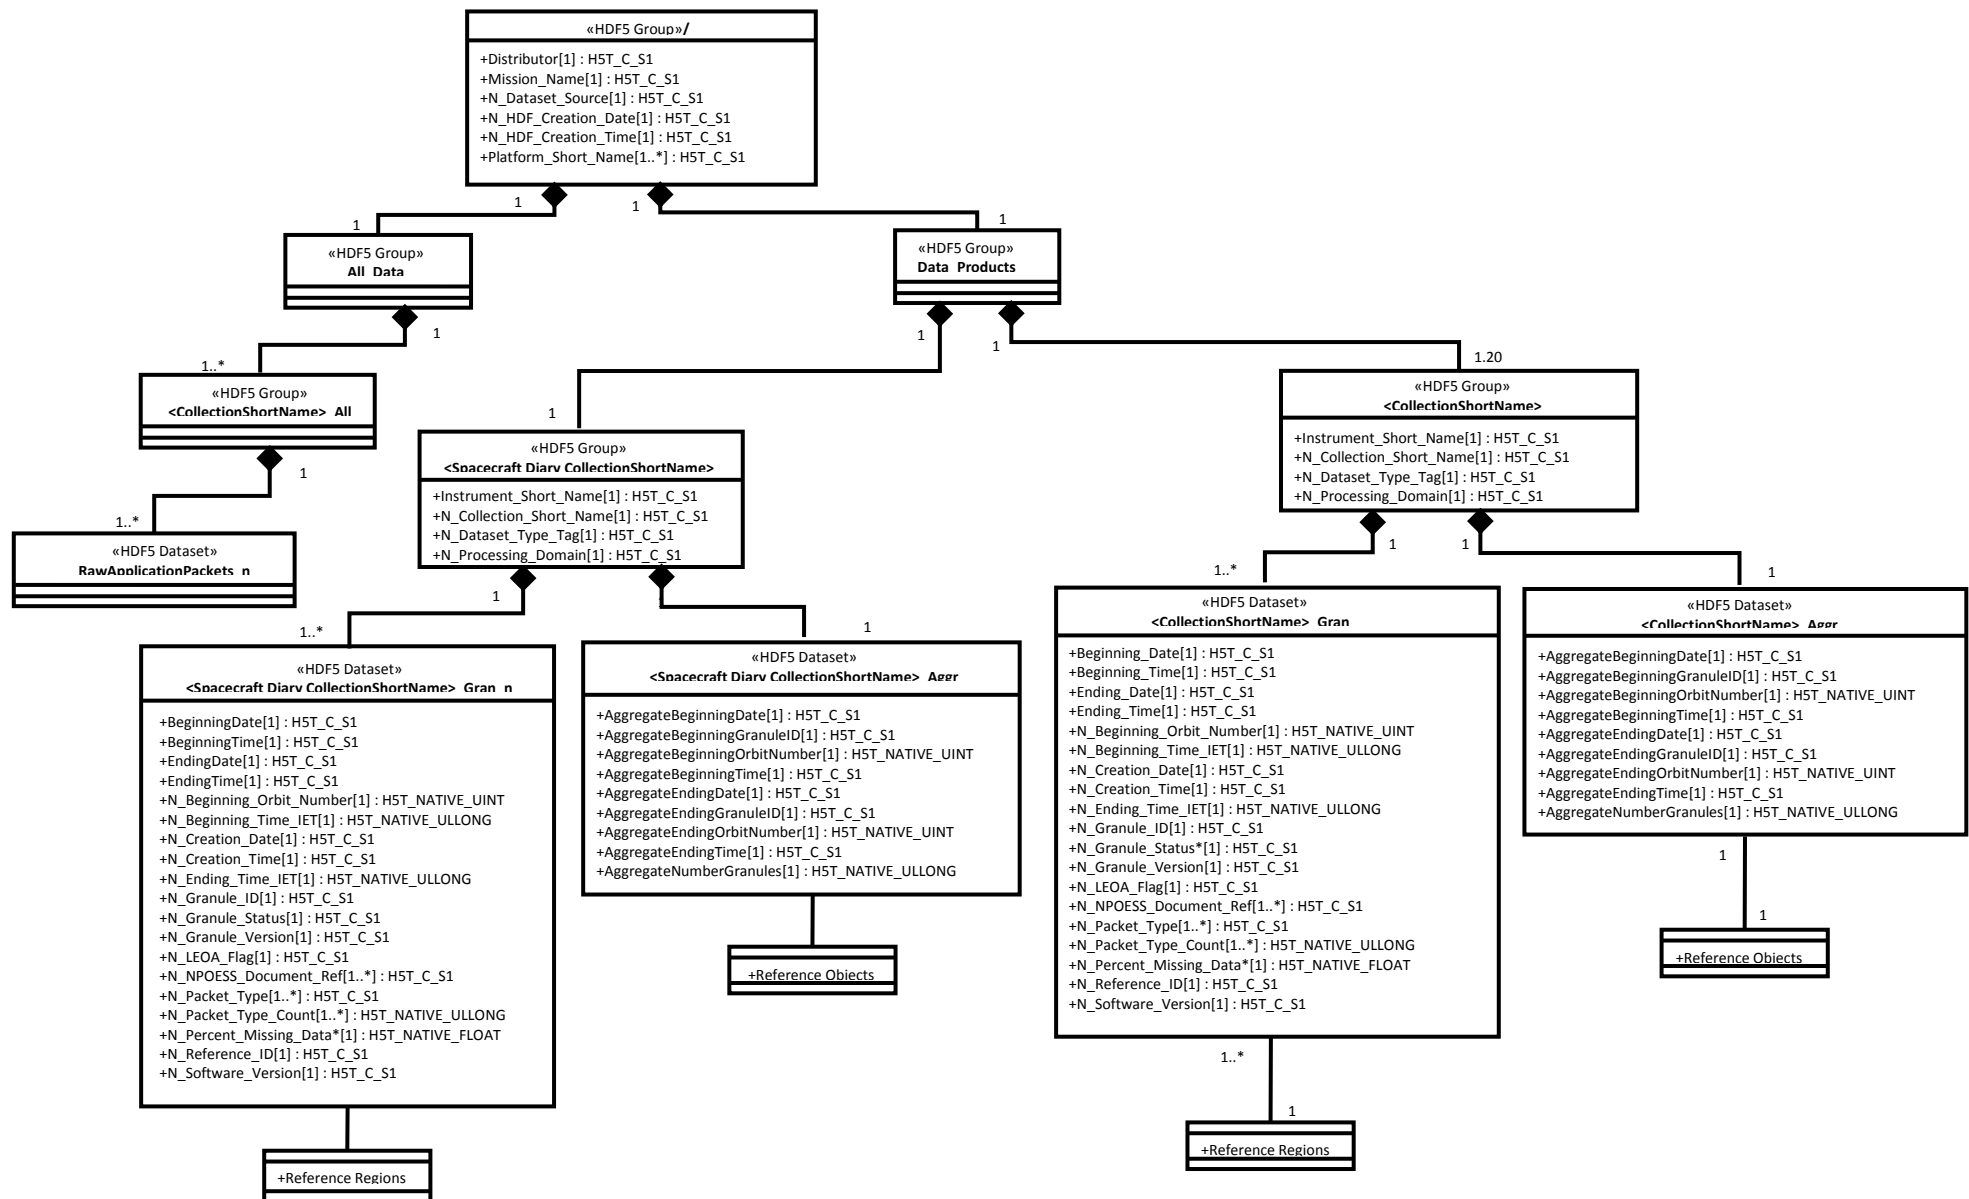 «HDF5 Group»/
+Distributor[1] : H5T_C_S1
+Mission_Name[1] : H5T_C_S1
+N_Dataset_Source[1] : H5T_C_S1
+N_HDF_Creation_Date[1] : H5T_C_S1
+N_HDF_Creation_Time[1] : H5T_C_S1
+Platform_Short_Name[1..*] : H5T_C_S1
1
1
1
1
«HDF5 Group»
All_Data
«HDF5 Group»
Data_Products
1
1
1
1..*
1.20
«HDF5 Group»
<CollectionShortName>_All
1
1..*
«HDF5 Dataset»
RawApplicationPackets_n
1
«HDF5 Group»
<Spacecraft Diary CollectionShortName>
+Instrument_Short_Name[1] : H5T_C_S1
+N_Collection_Short_Name[1] : H5T_C_S1
+N_Dataset_Type_Tag[1] : H5T_C_S1
+N_Processing_Domain[1] : H5T_C_S1
«HDF5 Group»
<CollectionShortName>
+Instrument_Short_Name[1] : H5T_C_S1
+N_Collection_Short_Name[1] : H5T_C_S1
+N_Dataset_Type_Tag[1] : H5T_C_S1
+N_Processing_Domain[1] : H5T_C_S1
1
1..*
1
1
1
1..*
1
«HDF5 Dataset»
<Spacecraft Diary CollectionShortName>_Gran_n
+BeginningDate[1] : H5T_C_S1
+BeginningTime[1] : H5T_C_S1
+EndingDate[1] : H5T_C_S1
+EndingTime[1] : H5T_C_S1
+N_Beginning_Orbit_Number[1] : H5T_NATIVE_UINT
+N_Beginning_Time_IET[1] : H5T_NATIVE_ULLONG
+N_Creation_Date[1] : H5T_C_S1
+N_Creation_Time[1] : H5T_C_S1
+N_Ending_Time_IET[1] : H5T_NATIVE_ULLONG
+N_Granule_ID[1] : H5T_C_S1
+N_Granule_Status[1] : H5T_C_S1
+N_Granule_Version[1] : H5T_C_S1
+N_LEOA_Flag[1] : H5T_C_S1
+N_NPOESS_Document_Ref[1..*] : H5T_C_S1
+N_Packet_Type[1..*] : H5T_C_S1
+N_Packet_Type_Count[1..*] : H5T_NATIVE_ULLONG
+N_Percent_Missing_Data*[1] : H5T_NATIVE_FLOAT
+N_Reference_ID[1] : H5T_C_S1
+N_Software_Version[1] : H5T_C_S1
+Reference Regions
«HDF5 Dataset»
<Spacecraft Diary CollectionShortName>_Aggr
+AggregateBeginningDate[1] : H5T_C_S1
+AggregateBeginningGranuleID[1] : H5T_C_S1
+AggregateBeginningOrbitNumber[1] : H5T_NATIVE_UINT
+AggregateBeginningTime[1] : H5T_C_S1
+AggregateEndingDate[1] : H5T_C_S1
+AggregateEndingGranuleID[1] : H5T_C_S1
+AggregateEndingOrbitNumber[1] : H5T_NATIVE_UINT
+AggregateEndingTime[1] : H5T_C_S1
+AggregateNumberGranules[1] : H5T_NATIVE_ULLONG
+Reference Objects
«HDF5 Dataset»
<CollectionShortName>_Gran
+Beginning_Date[1] : H5T_C_S1
+Beginning_Time[1] : H5T_C_S1
+Ending_Date[1] : H5T_C_S1
+Ending_Time[1] : H5T_C_S1
+N_Beginning_Orbit_Number[1] : H5T_NATIVE_UINT
+N_Beginning_Time_IET[1] : H5T_NATIVE_ULLONG
+N_Creation_Date[1] : H5T_C_S1
+N_Creation_Time[1] : H5T_C_S1
+N_Ending_Time_IET[1] : H5T_NATIVE_ULLONG
+N_Granule_ID[1] : H5T_C_S1
+N_Granule_Status*[1] : H5T_C_S1
+N_Granule_Version[1] : H5T_C_S1
+N_LEOA_Flag[1] : H5T_C_S1
+N_NPOESS_Document_Ref[1..*] : H5T_C_S1
+N_Packet_Type[1..*] : H5T_C_S1
+N_Packet_Type_Count[1..*] : H5T_NATIVE_ULLONG
+N_Percent_Missing_Data*[1] : H5T_NATIVE_FLOAT
+N_Reference_ID[1] : H5T_C_S1
+N_Software_Version[1] : H5T_C_S1
1..*
1
+Reference Regions
«HDF5 Dataset»
<CollectionShortName>_Aggr
+AggregateBeginningDate[1] : H5T_C_S1
+AggregateBeginningGranuleID[1] : H5T_C_S1
+AggregateBeginningOrbitNumber[1] : H5T_NATIVE_UINT
+AggregateBeginningTime[1] : H5T_C_S1
+AggregateEndingDate[1] : H5T_C_S1
+AggregateEndingGranuleID[1] : H5T_C_S1
+AggregateEndingOrbitNumber[1] : H5T_NATIVE_UINT
+AggregateEndingTime[1] : H5T_C_S1
+AggregateNumberGranules[1] : H5T_NATIVE_ULLONG
1
1
+Reference Objects